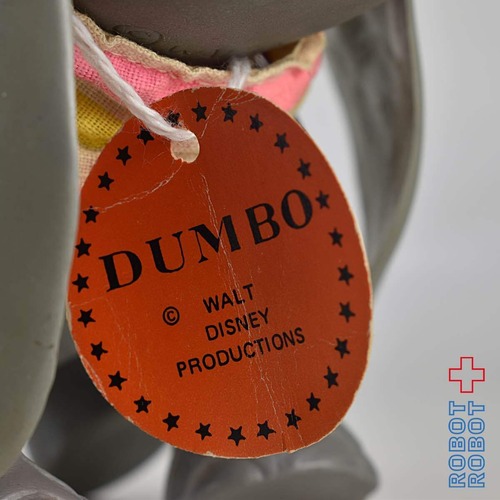 DUMBO
© WALT
DISNEY
PRODUCTIONS
ROBOT
ROBOT